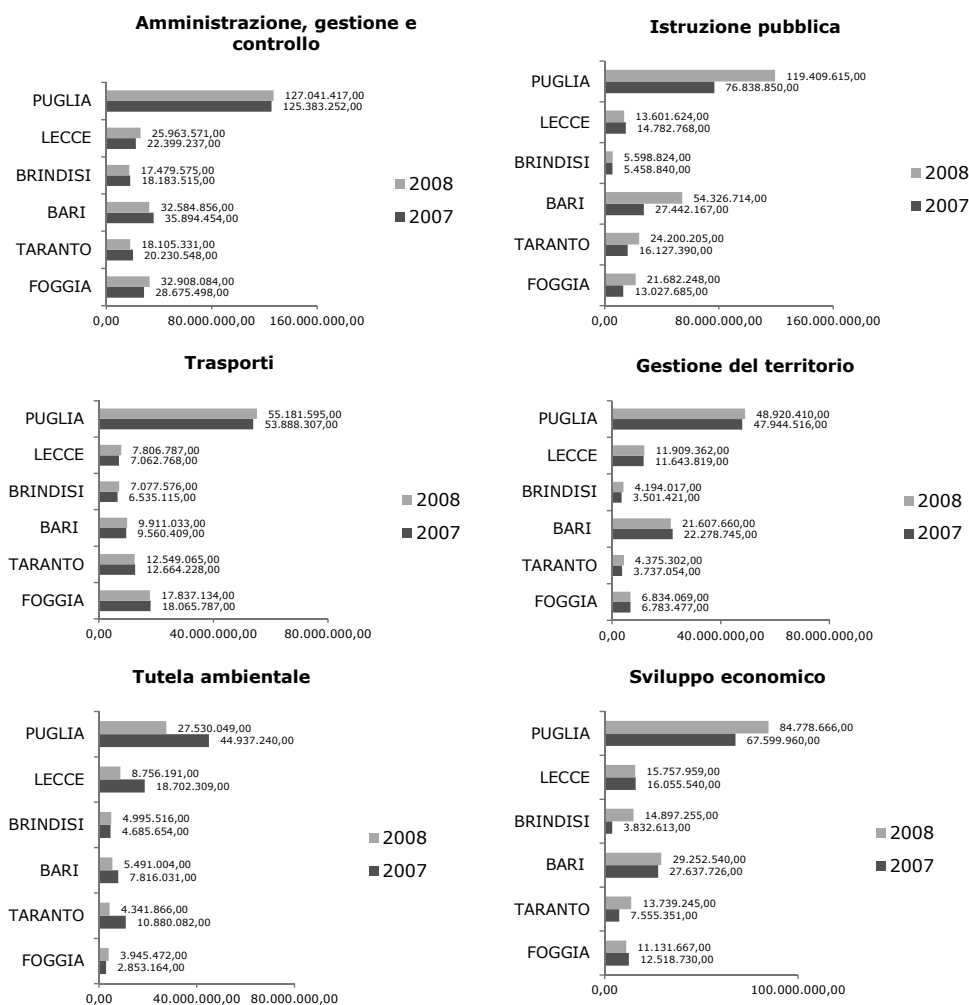 Amministrazione, gestione e
controllo
PUGLIA
127.041.417,00
125.383.252,00
LECCE
25.963.571,00
22.399.237,00
BRINDISI
17.479.575,00
18.183.515,00
BARI
32.584.856,00
35.894.454,00
TARANTO
18.105.331,00
20.230.548,00
FOGGIA
32.908.084,00
28.675.498,00
2008
2007
0,00 80.000.000,00 160.000.000,00
Istruzione pubblica
PUGLIA
119.409.615,00
76.838.850,00
LECCE
13.601.624,00
14.782.768,00
BRINDISI
5.598.824,00
5.458.840,00
BARI
54.326.714,00
27.442.167,00
TARANTO
24.200.205,00
16.127.390,00
FOGGIA
21.682.248,00
13.027.685,00
2008
2007
0,00 80.000.000,00 160.000.000,00
Trasporti
PUGLIA
55.181.595,00
53.888.307,00
LECCE
7.806.787,00
7.062.768,00
BRINDISI
7.077.576,00
6.535.115,00
BARI
9.911.033,00
9.560.409,00
TARANTO
12.549.065,00
12.664.228,00
FOGGIA
17.837.134,00
18.065.787,00
2008
2007
0,00 40.000.000,00 80.000.000,00
Gestione del territorio
PUGLIA
48.920.410,00
47.944.516,00
LECCE
11.909.362,00
11.643.819,00
BRINDISI
4.194.017,00
3.501.421,00
BARI
21.607.660,00
22.278.745,00
TARANTO
4.375.302,00
3.737.054,00
FOGGIA
6.834.069,00
6.783.477,00
2008
2007
0,00 40.000.000,00 80.000.000,00
Tutela ambientale
PUGLIA
27.530.049,00
44.937.240,00
LECCE
8.756.191,00
18.702.309,00
BRINDISI
4.995.516,00
4.685.654,00
BARI
5.491.004,00
7.816.031,00
TARANTO
4.341.866,00
10.880.082,00
FOGGIA
3.945.472,00
2.853.164,00
2008
2007
0,00 40.000.000,00 80.000.000,00
Sviluppo economico
PUGLIA
84.778.666,00
67.599.960,00
LECCE
15.757.959,00
16.055.540,00
BRINDISI
14.897.255,00
3.832.613,00
BARI
29.252.540,00
27.637.726,00
TARANTO
13.739.245,00
7.555.351,00
FOGGIA
11.131.667,00
12.518.730,00
2008
2007
0,00 100.000.000,00